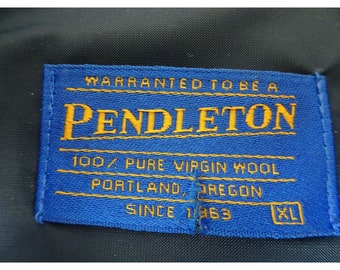 WARRANTED TO BE A
PENDLETON
100% PURE VIRGIN WOOL
PORTLAND, OREGON
SINCE 1863 XL